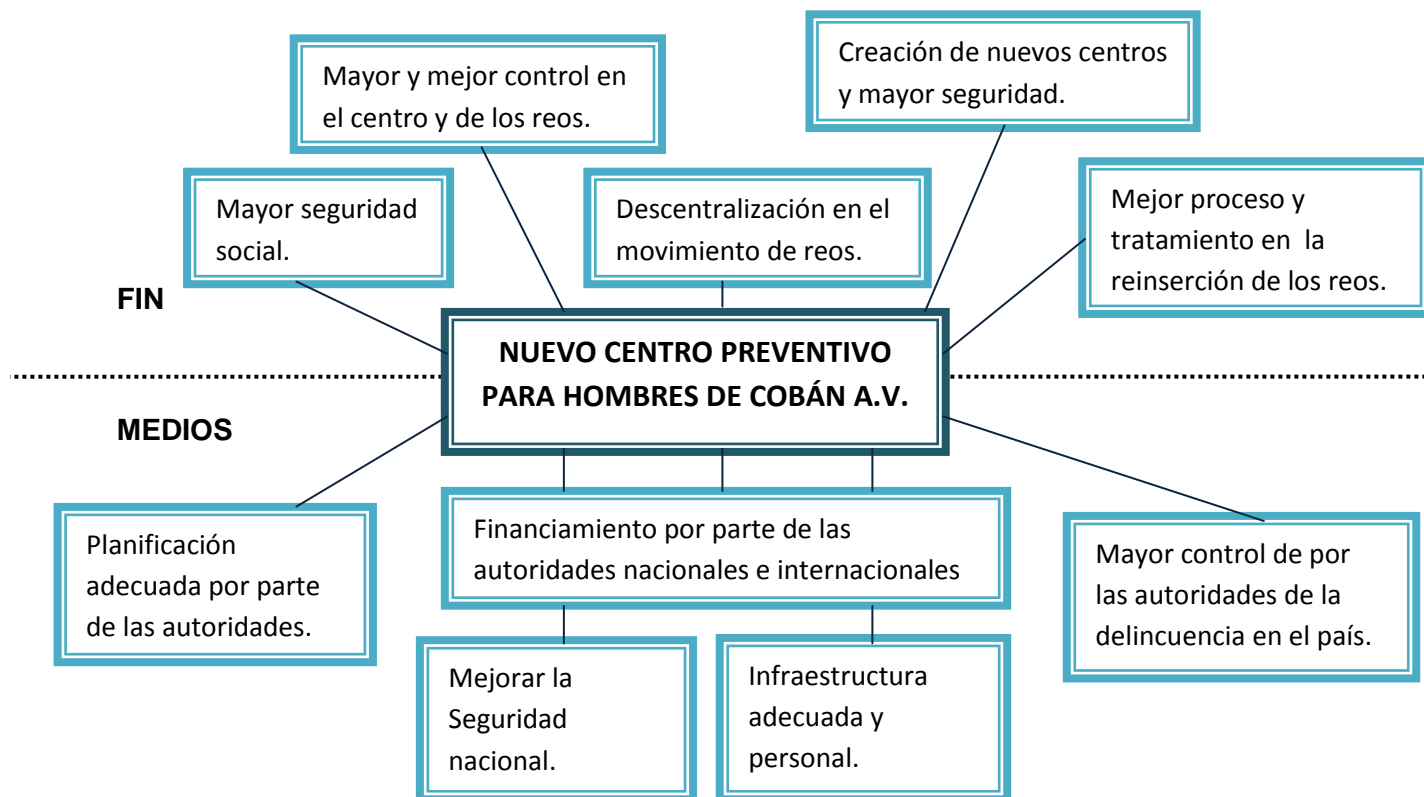 Creación de nuevos centros
y mayor seguridad.
Mayor y mejor control en
el centro y de los reos.
Mayor seguridad
social.
Descentralización en el
movimiento de reos.
Mejor proceso y
tratamiento en la
reinserción de los reos.
FIN
NUEVO CENTRO PREVENTIVO
PARA HOMBRES DE COBÁN A.V.
MEDIOS
Planificación
adecuada por parte
de las autoridades.
Financiamiento por parte de las
autoridades nacionales e internacionales
Mayor control de por
las autoridades de la
delincuencia en el país.
Mejorar la
Seguridad
nacional.
Infraestructura
adecuada y
personal.